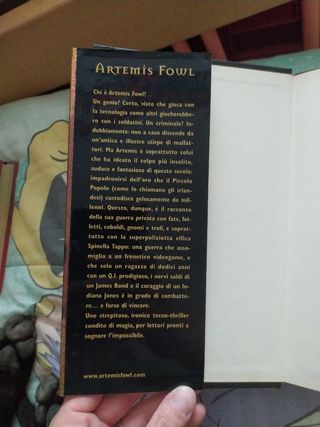 ARTEMIS FOWL
Chi è Artemis Fowl?
Un genio? Certo, visto che gioca con
la tecnologia come altri giocherebbe-
ro con i soldatini. Un criminale? In-
dubbiamente: non a caso discende da
un'antica e illustre stirpe di malfat-
tori. Ma Artemis è soprattutto colui
che ha ideato il colpo più insolito,
audace e fantasioso di questo secolo:
impadronirsi dell'oro che il Piccolo
Popolo (come lo chiamano gli irlan-
desi) custodisce gelosamente da mil-
lenni. Questo, dunque, è il racconto
della sua guerra privata con fate, fol-
letti, coboldi, gnomi e troll, e soprat-
tutto con la superpoliziotta effica
Spinella Tappo: una guerra che asso-
miglia a un frenetico videogame, e
che solo un ragazzo di dodici anni
con un Q.I. prodigioso, i nervi saldi di
un James Bond e il coraggio di un In-
diana Jones è in grado di combatte-
re... e forse di vincere.
Uno strepitoso, ironico tecno-thriller
condito di magia, per lettori pronti a
sognare l'impossibile.
www.artemisfowl.com